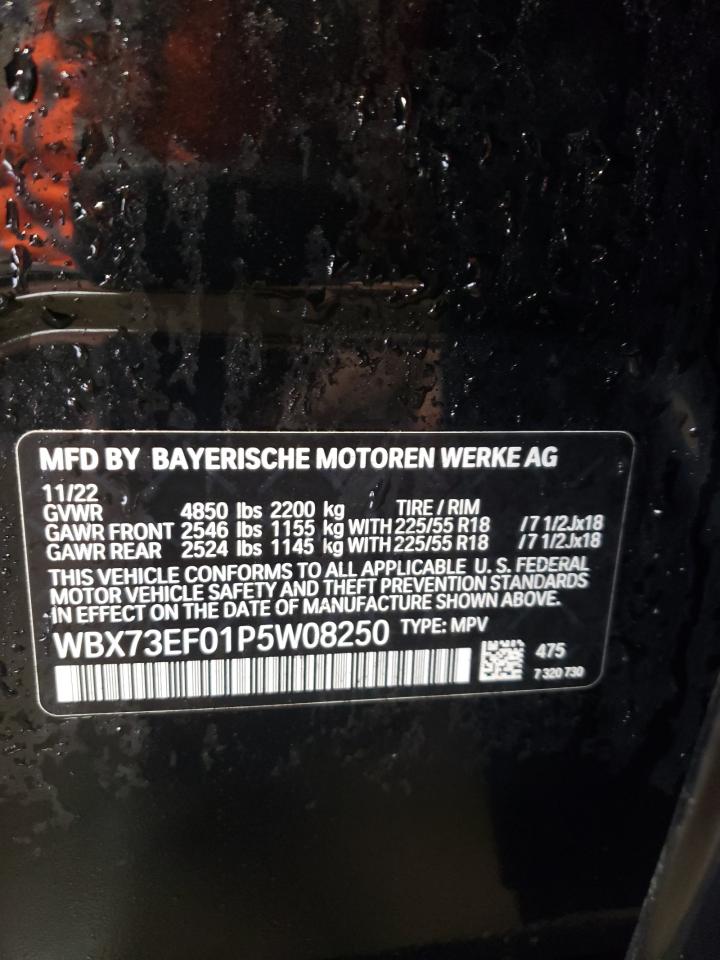 MFD BY BAYERISCHE MOTOREN WERKE AG
11/22
GVWR 4850 lbs 2200 kg TIRE / RIM
GAWR FRONT 2546 lbs 1155 kg WITH 225/55 R18 /7 1/2Jx18
GAWR REAR 2524 lbs 1145 kg WITH 225/55 R18 /7 1/2Jx18
THIS VEHICLE CONFORMS TO ALL APPLICABLE U. S. FEDERAL
MOTOR VEHICLE SAFETY AND THEFT PREVENTION STANDARDS
IN EFFECT ON THE DATE OF MANUFACTURE SHOWN ABOVE.
WBX73EF01P5W08250 TYPE: MPV
475
7 320 730